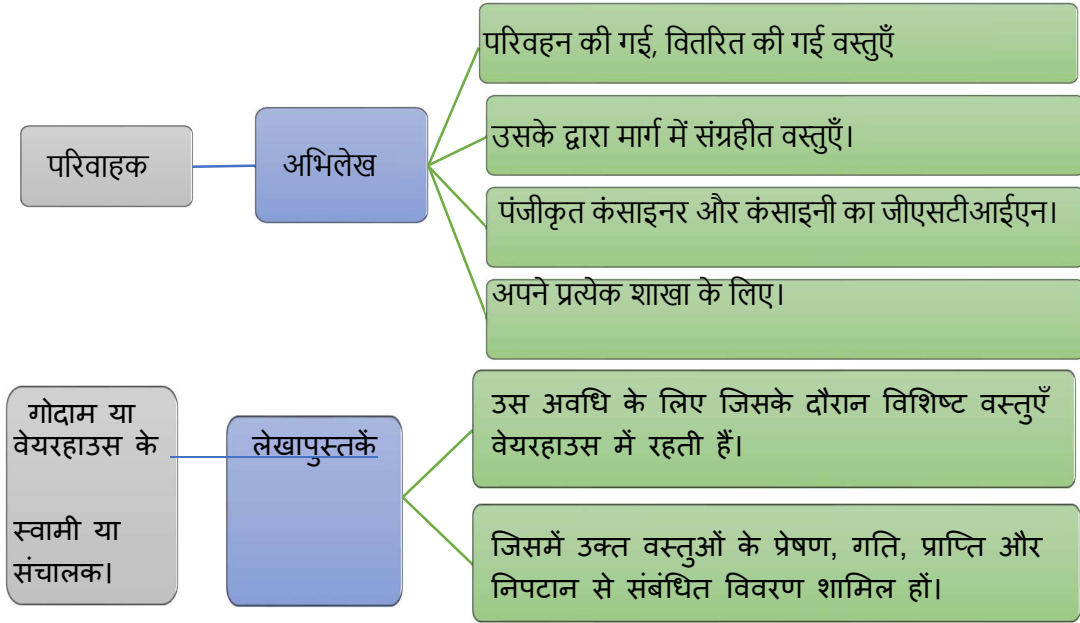 परिवाहक
अभिलेख
परिवहन की गई, वितरित की गई वस्तुएँ
उसके द्वारा मार्ग में संग्रहीत वस्तुएँ।
पंजीकृत कंसाइनर और कंसाइनी का जीएसटीआईएन।
अपने प्रत्येक शाखा के लिए।
गोदाम या
वेयरहाउस के
स्वामी या
संचालक।
लेखापुस्तकें
उस अवधि के लिए जिसके दौरान विशिष्ट वस्तुएँ
वेयरहाउस में रहती हैं।
जिसमें उक्त वस्तुओं के प्रेषण, गति, प्राप्ति और
निपटान से संबंधित विवरण शामिल हों।